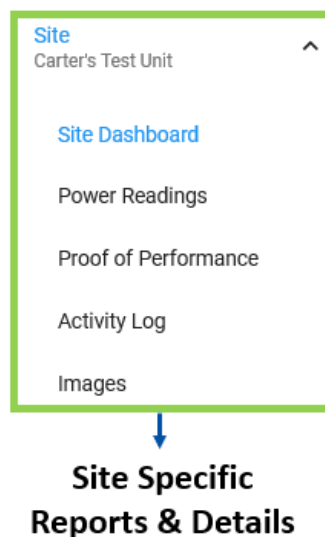 Site
Carter's Test Unit
Site Dashboard
Power Readings
Proof of Performance
Activity Log
Images
Site Specific
Reports & Details